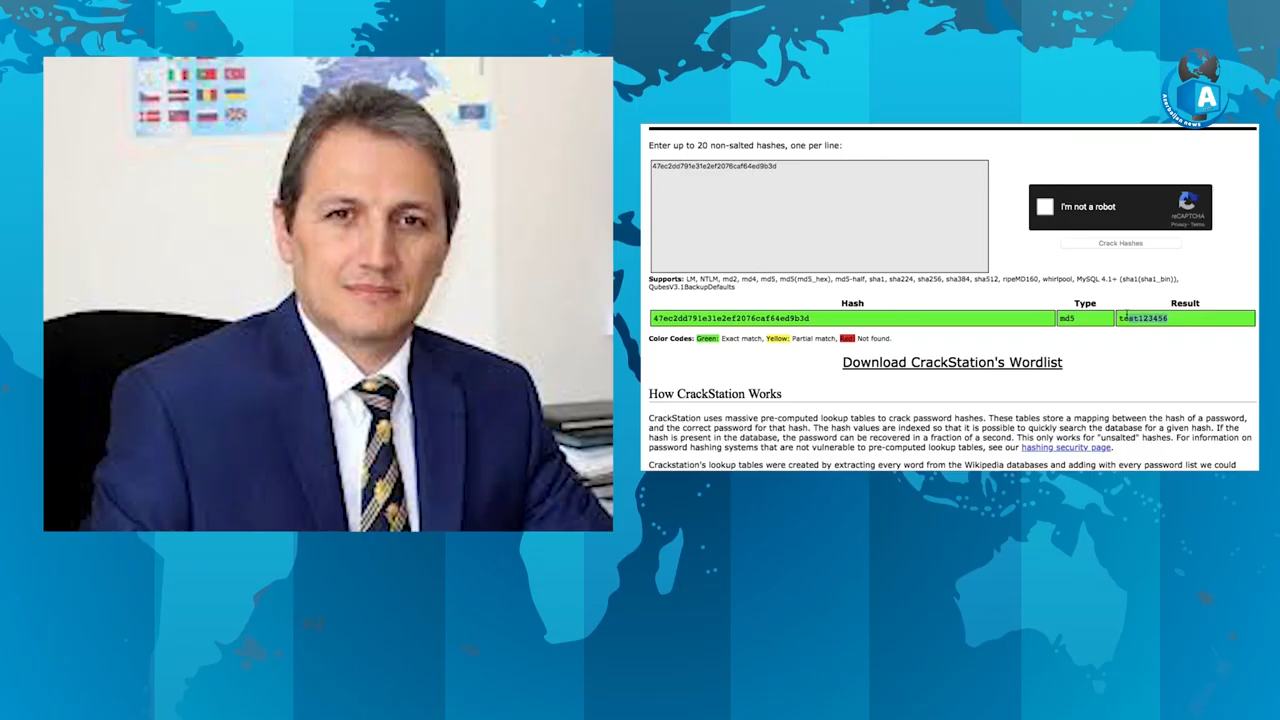 Azerbaijan news
A
Enter up to 20 non-salted hashes, one per line:
47ec2dd791e31e2ef2076caf64ed9b3d
I'm not a robot
reCAPTCHA
Privacy - Terms
Crack Hashes
Supports: LM, NTLM, md2, md4, md5, md5(md5_hex), md5-half, sha1, sha224, sha256, sha384, sha512, ripeMD160, whirlpool, MySQL 4.1+ (sha1(sha1_bin)),
QubesV3.1BackupDefaults
Hash Type Result
47ec2dd791e31e2ef2076caf64ed9b3d md5 test123456
Color Codes: Green: Exact match, Yellow: Partial match, Red: Not found.
Download CrackStation's Wordlist
How CrackStation Works
CrackStation uses massive pre-computed lookup tables to crack password hashes. These tables store a mapping between the hash of a password,
and the correct password for that hash. The hash values are indexed so that it is possible to quickly search the database for a given hash. If the
hash is present in the database, the password can be recovered in a fraction of a second. This only works for "unsalted" hashes. For information on
password hashing systems that are not vulnerable to pre-computed lookup tables, see our hashing security page.
Crackstation's lookup tables were created by extracting every word from the Wikipedia databases and adding with every password list we could